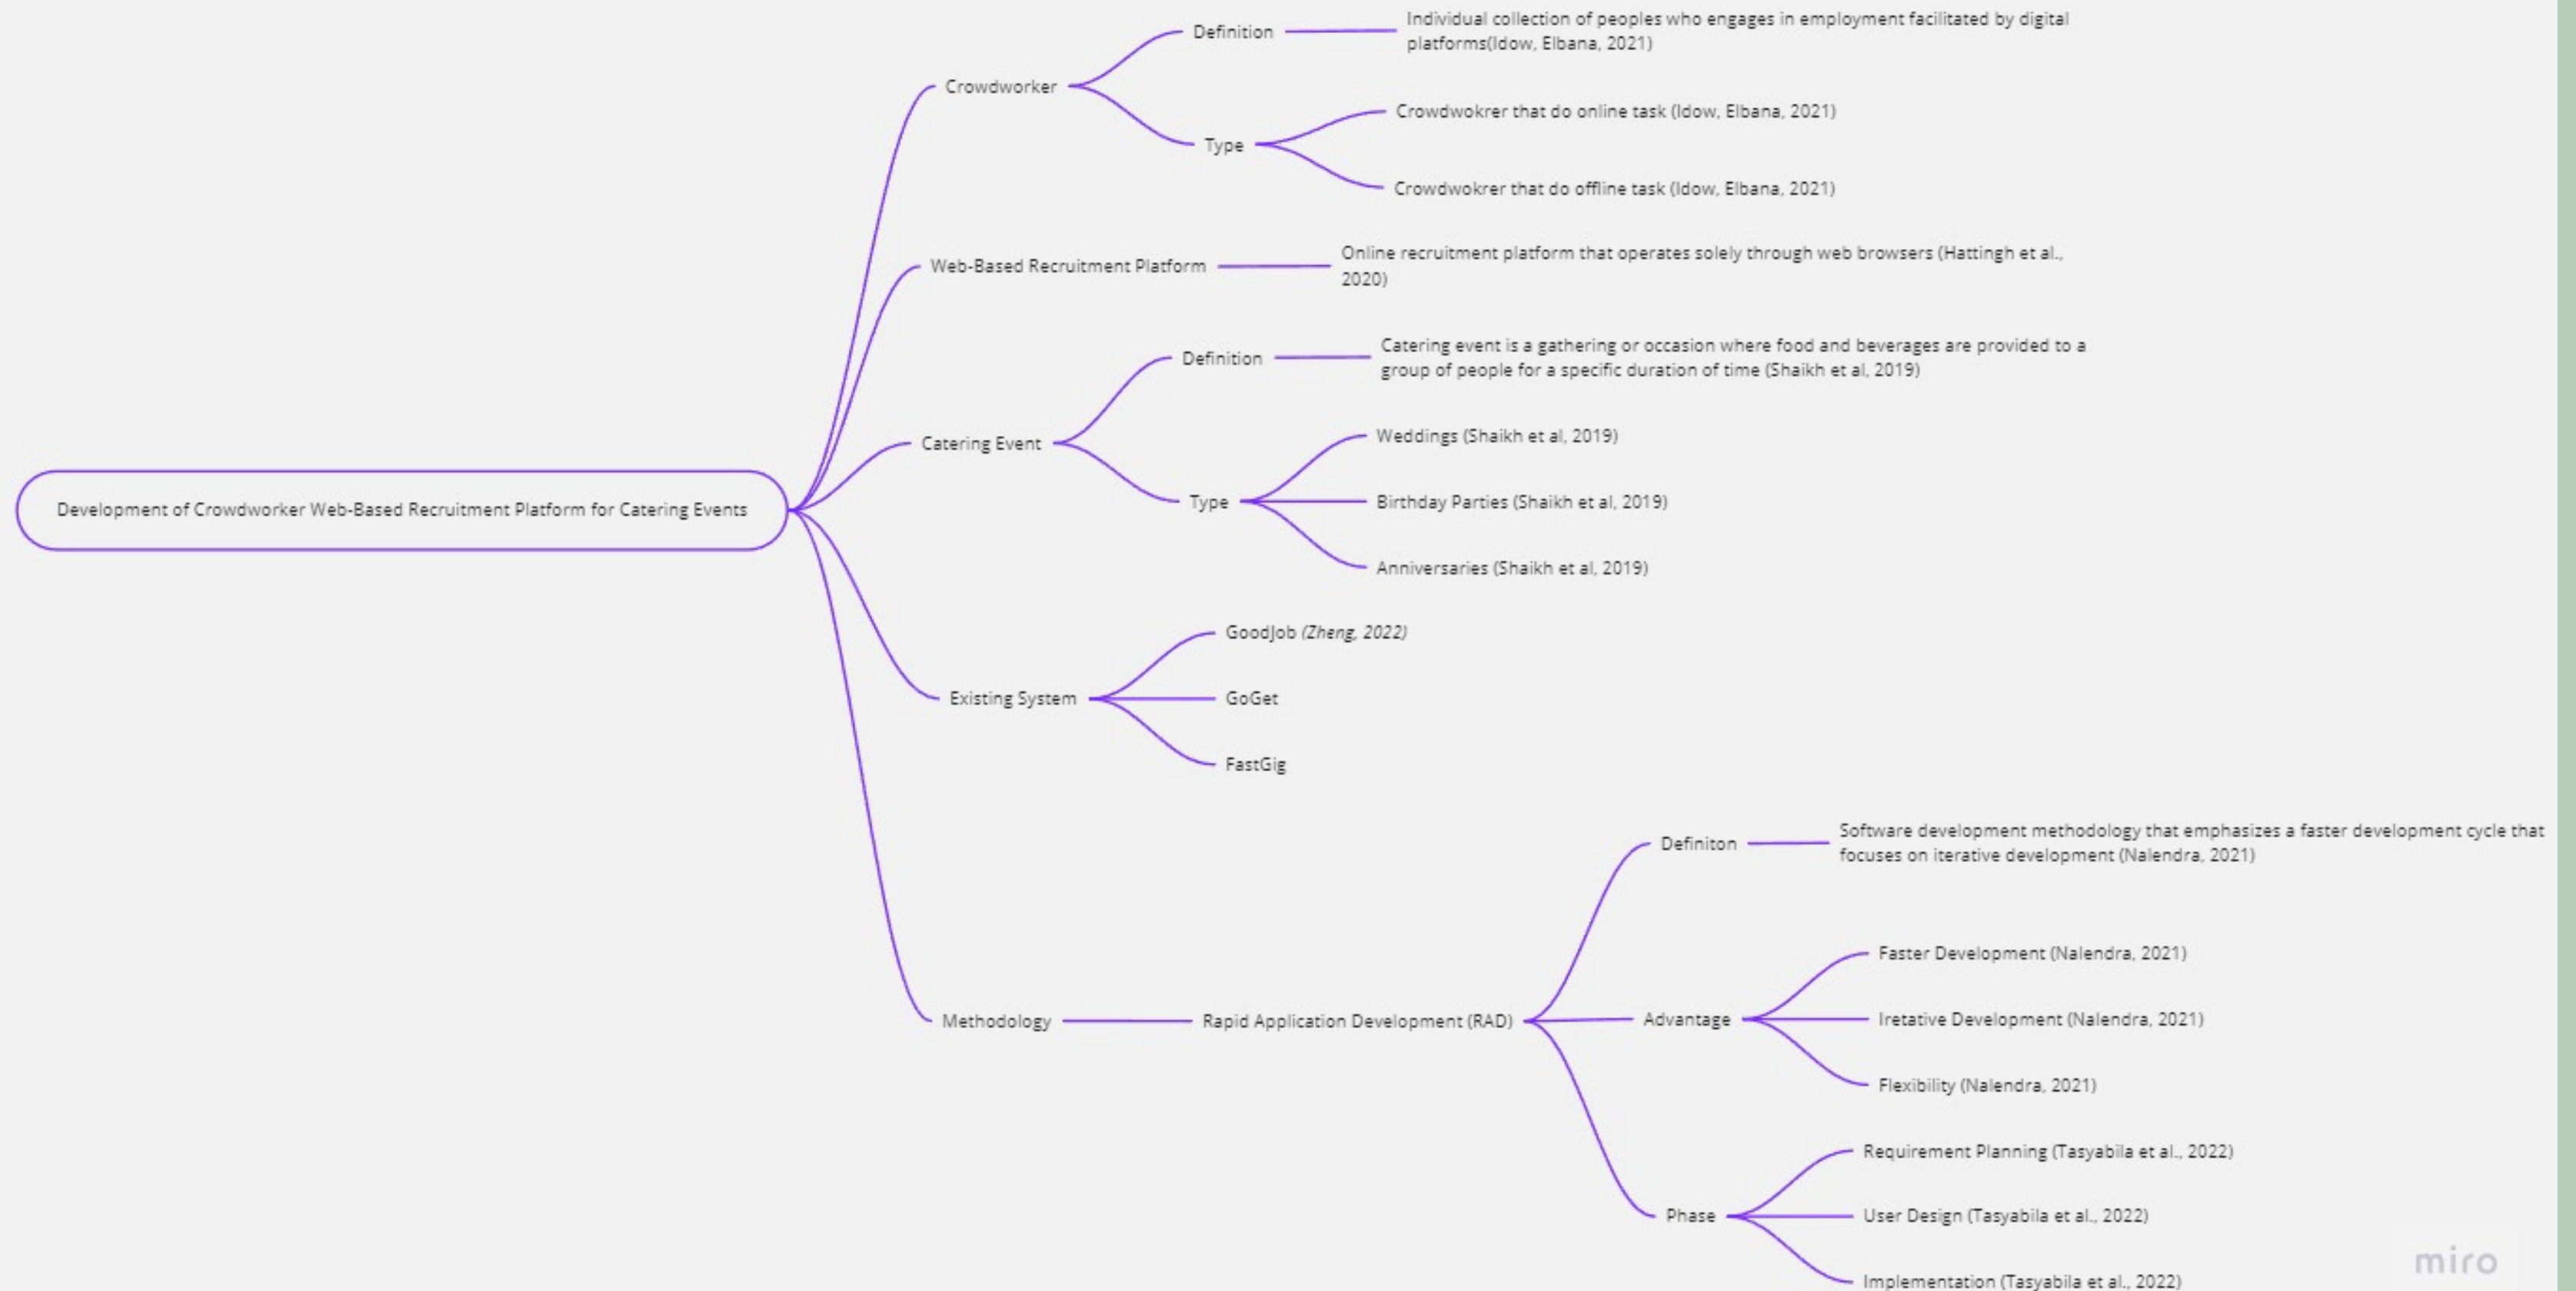 Development of Crowdworker Web-Based Recruitment Platform for Catering Events
Crowdworker
Definition
Individual collection of peoples who engages in employment facilitated by digital
platforms(Idow, Elbana, 2021)
Type
Crowdwokrer that do online task (Idow, Elbana, 2021)
Crowdwokrer that do offline task (Idow, Elbana, 2021)
Web-Based Recruitment Platform
Online recruitment platform that operates solely through web browsers (Hattingh et al.,
2020)
Catering Event
Definition
Catering event is a gathering or occasion where food and beverages are provided to a
group of people for a specific duration of time (Shaikh et al, 2019)
Type
Weddings (Shaikh et al, 2019)
Birthday Parties (Shaikh et al, 2019)
Anniversaries (Shaikh et al, 2019)
Existing System
GoodJob (Zheng, 2022)
GoGet
FastGig
Methodology
Rapid Application Development (RAD)
Definiton
Software development methodology that emphasizes a faster development cycle that
focuses on iterative development (Nalendra, 2021)
Advantage
Faster Development (Nalendra, 2021)
Iretative Development (Nalendra, 2021)
Flexibility (Nalendra, 2021)
Phase
Requirement Planning (Tasyabila et al., 2022)
User Design (Tasyabila et al., 2022)
Implementation (Tasyabila et al., 2022)
miro